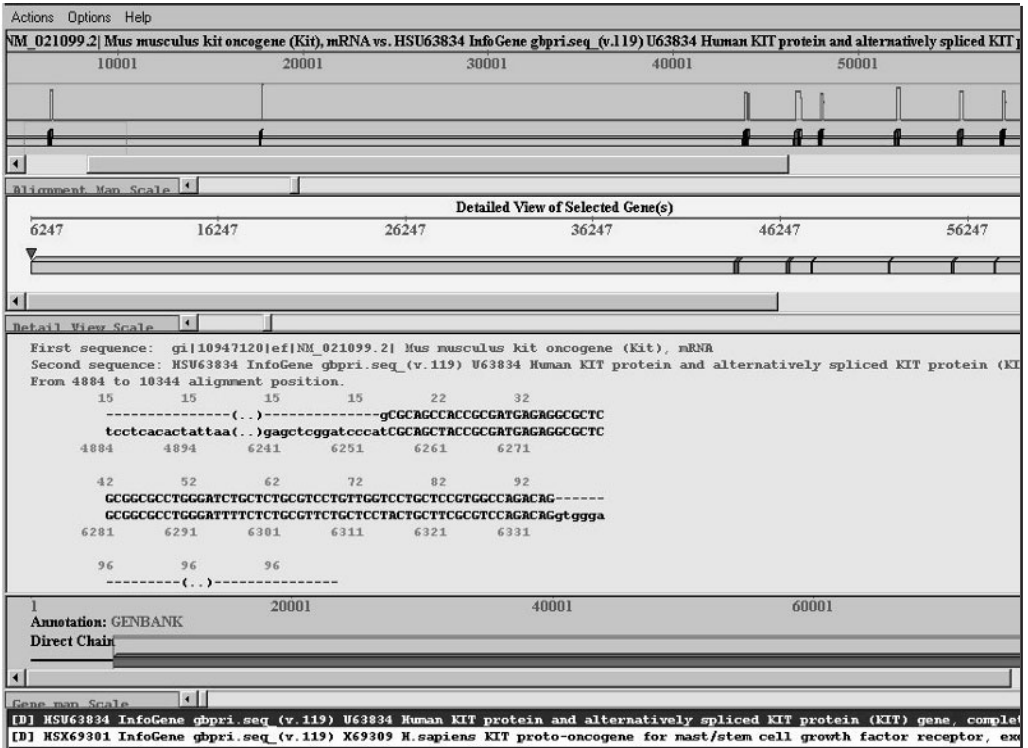 Actions Options Help
NM_021099.2| Mus musculus kit oncogene (Kit), mRNA vs. HSU63834 InfoGene gbpri.seq_(v.119) U63834 Human KIT protein and alternatively spliced KIT p
10001 20001 30001 40001 50001
Alignment Map Scale
Detailed View of Selected Gene(s)
6247 16247 26247 36247 46247 56247
Detail View Scale
First sequence: gi|10947120|ef|NM_021099.2| Mus musculus kit oncogene (Kit), mRNA
Second sequence: HSU63834 InfoGene gbpri.seq_(v.119) U63834 Human KIT protein and alternatively spliced KIT protein (KI
From 4884 to 10344 alignment position.
15 15 15 15 22 32
---------------(..)--------------gCGCAGCCACCGCGATGAGAGGCGCTC
tcctcacactattaa(..)gagctcggatcccatCGCAGCTACCGCGATGAGAGGCGCTC
4884 4894 6241 6251 6261 6271
42 52 62 72 82 92
GCGGCGCCTGGGATCTGCTCTGCGTCCTGTTGGTCCTGCTCCGTGGCCAGACAG------
GCGGCGCCTGGGATTTTCTCTGCGTTCTGCTCCTACTGCTTCGCGTCCAGACAGgtggga
6281 6291 6301 6311 6321 6331
96 96 96
---------(..)---------------
1 20001 40001 60001
Annotation: GENBANK
Direct Chain
Gene map Scale
[D] HSU63834 InfoGene gbpri.seq_(v.119) U63834 Human KIT protein and alternatively spliced KIT protein (KIT) gene, complet
[D] HSX69301 InfoGene gbpri.seq_(v.119) X69309 H.sapiens KIT proto-oncogene for mast/stem cell growth factor receptor, exo